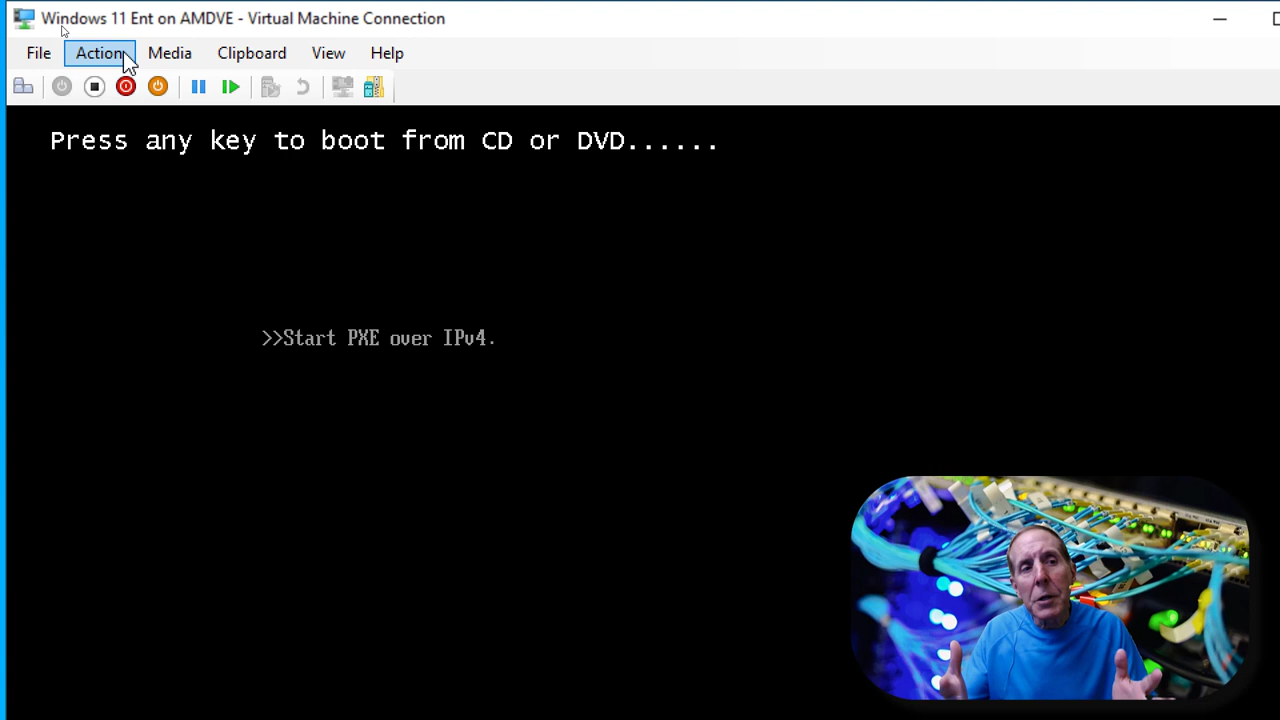 Windows 11 Ent on AMDVE - Virtual Machine Connection
File Action Media Clipboard View Help
Press any key to boot from CD or DVD......
>>Start PXE over IPv4.